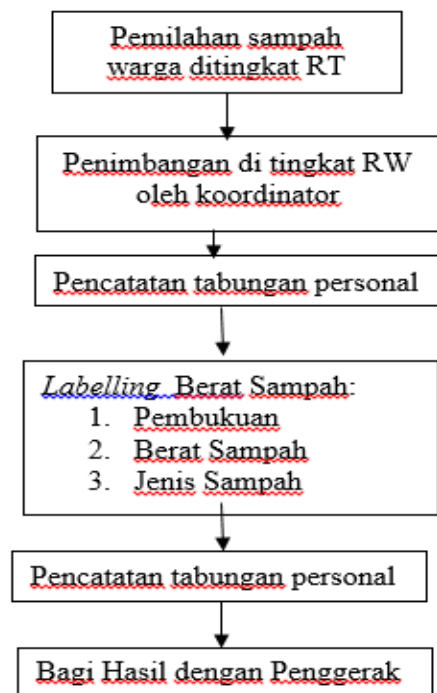 Pemilahan sampah
warga ditingkat RT
Penimbangan di tingkat RW
oleh koordinator
Pencatatan tabungan personal
Labelling Berat Sampah:
1. Pembukuan
2. Berat Sampah
3. Jenis Sampah
Pencatatan tabungan personal
Bagi Hasil dengan Penggerak